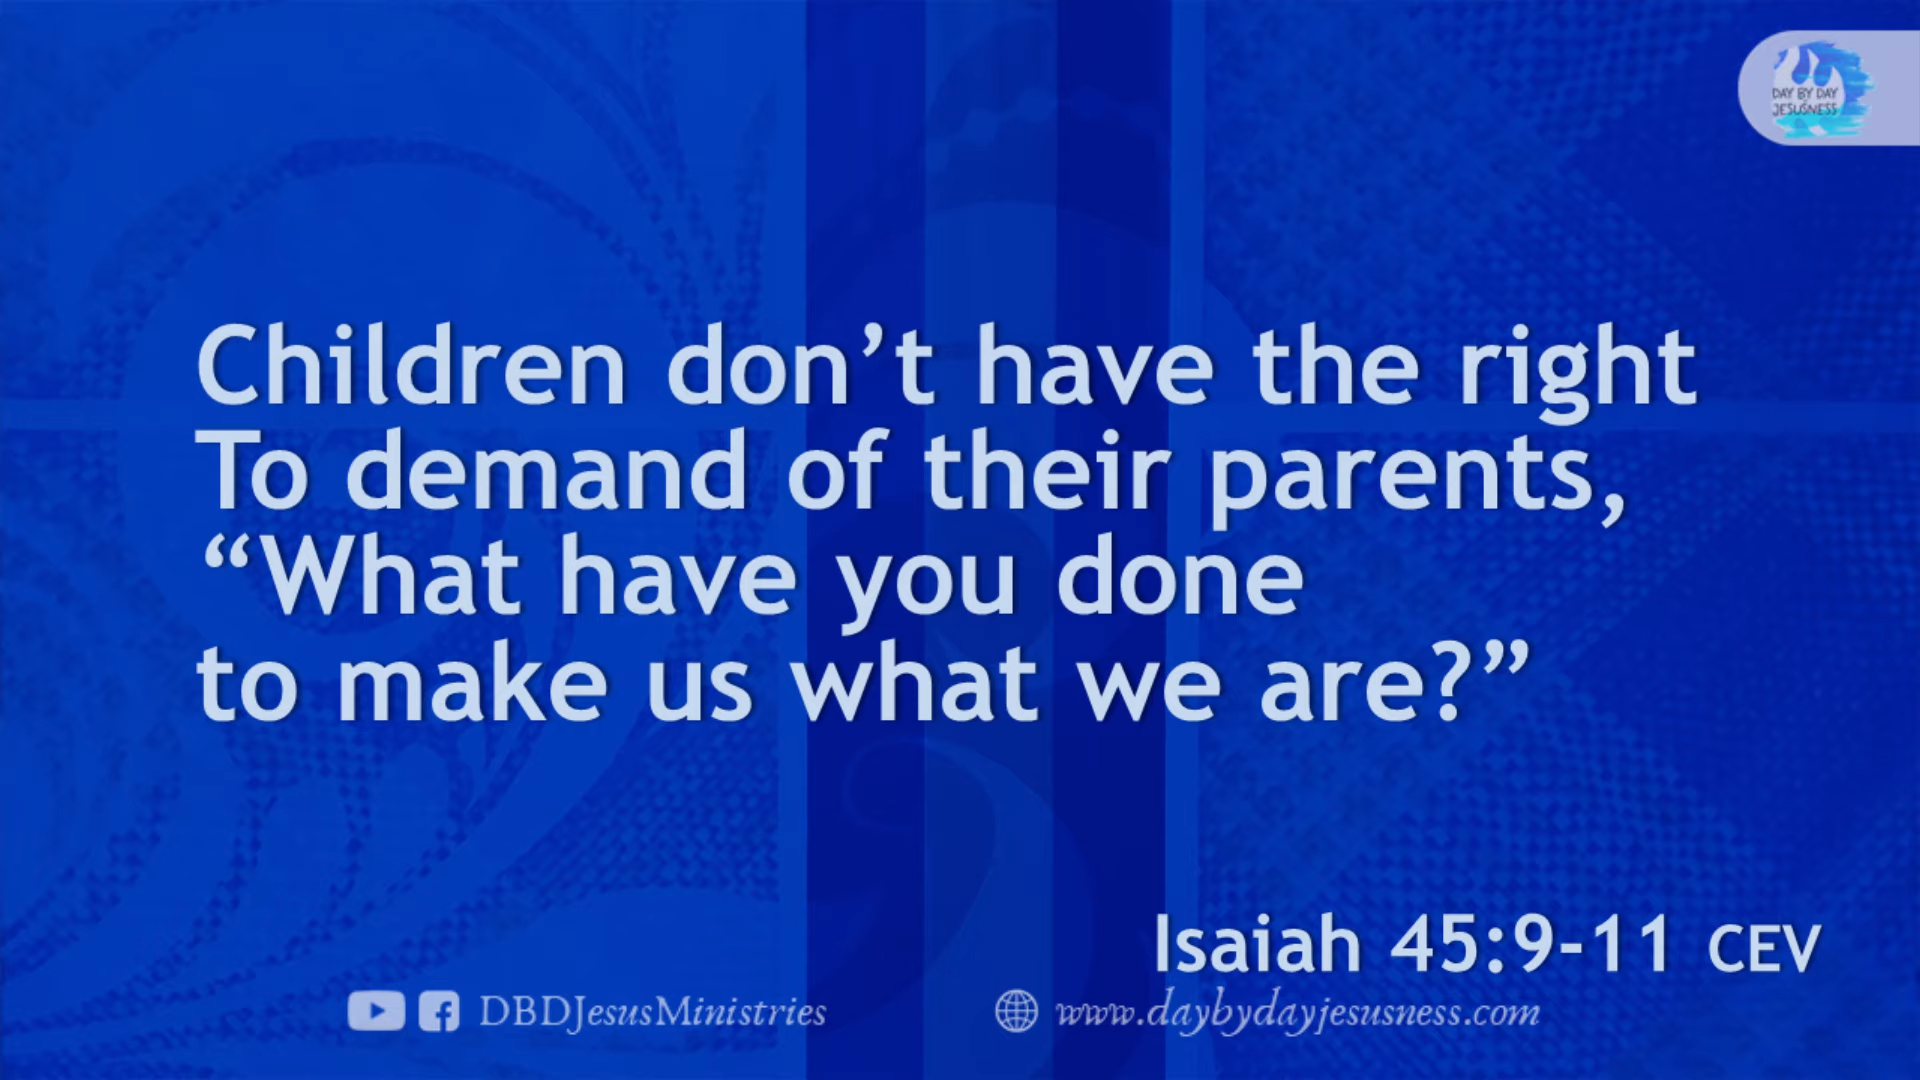 DAY BY DAY
JESUSNESS
Children don’t have the right
To demand of their parents,
“What have you done
to make us what we are?”
Isaiah 45:9-11 CEV
DBDJesusMinistries
www.daybydayjesusness.com